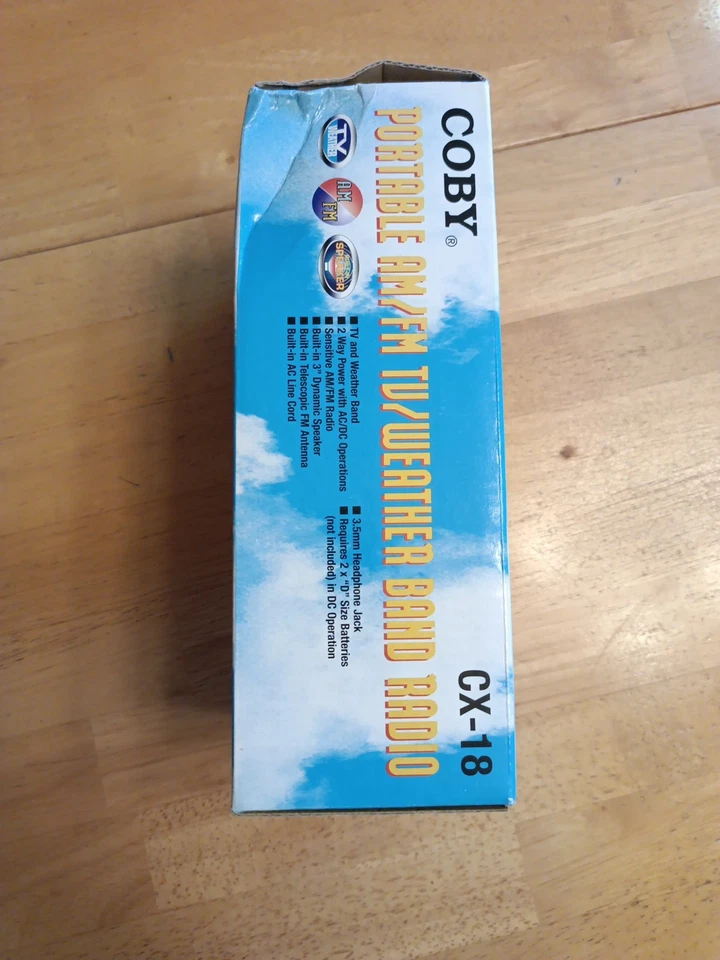 COBY®
CX-18
PORTABLE AM/FM TV/WEATHER BAND RADIO
TV
WEATHER
AM
FM
SPEAKER
■ TV and Weather Band
■ 2 Way Power with AC/DC Operations
■ Sensitive AM/FM Radio
■ Built-in 3" Dynamic Speaker
■ Built-in Telescopic FM Antenna
■ Built-in AC Line Cord
■ 3.5mm Headphone Jack
■ Requires 2 x "D" Size Batteries
(not included) in DC Operation